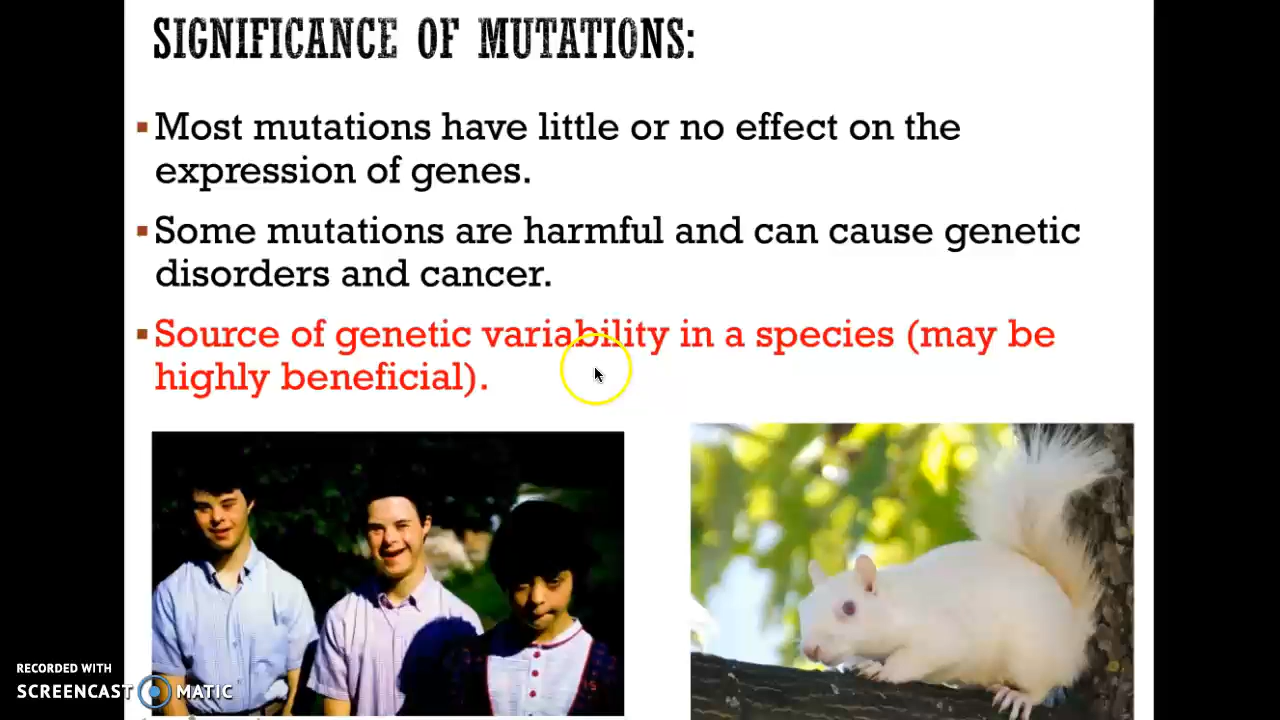 SIGNIFICANCE OF MUTATIONS:
▪Most mutations have little or no effect on the
expression of genes.
▪Some mutations are harmful and can cause genetic
disorders and cancer.
▪Source of genetic variability in a species (may be
highly beneficial).
RECORDED WITH
SCREENCAST MATIC